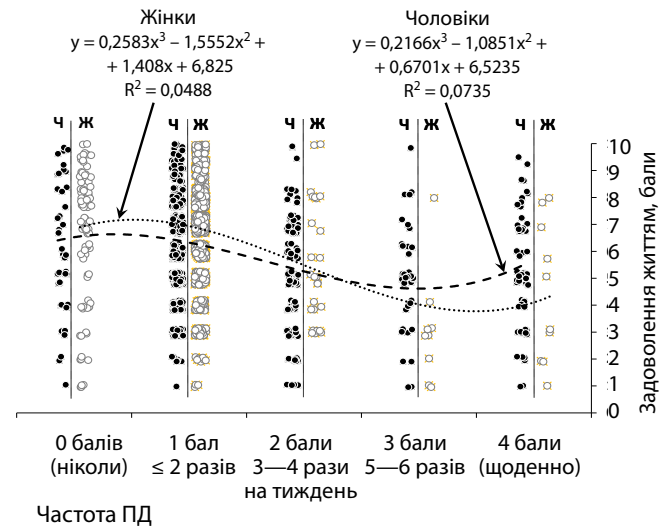 Жінки
y = 0,2583x³ – 1,5552x² +
+ 1,408x + 6,825
R² = 0,0488
Чоловіки
y = 0,2166x³ – 1,0851x² +
+ 0,6701x + 6,5235
R² = 0,0735
Ч Ж Ч Ж Ч Ж Ч Ж Ч Ж
10
9
8
7
6
5
4
3
2
1
0
Задоволення життям, бали
0 балів 1 бал 2 бали 3 бали 4 бали
(ніколи) ≤ 2 разів 3—4 рази 5—6 разів (щоденно)
на тиждень
Частота ПД